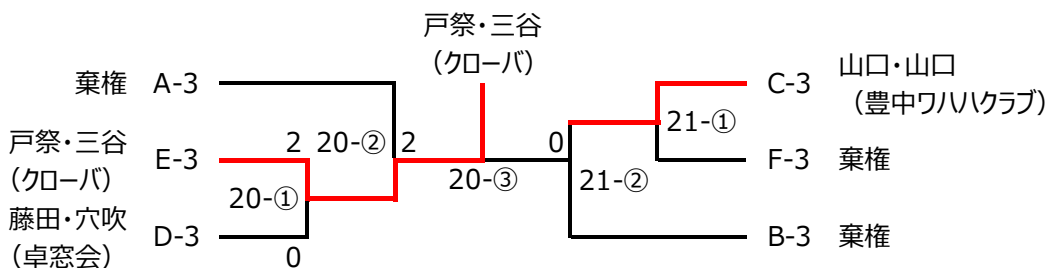 戸祭・三谷
(クローバ)
棄権 A-3
C-3 山口・山口
(豊中ワハハクラブ)
戸祭・三谷
(クローバ)
E-3
2
20-②
2
0
21-①
F-3 棄権
20-①
20-③
21-②
藤田・穴吹
(卓窓会)
D-3
0
B-3 棄権